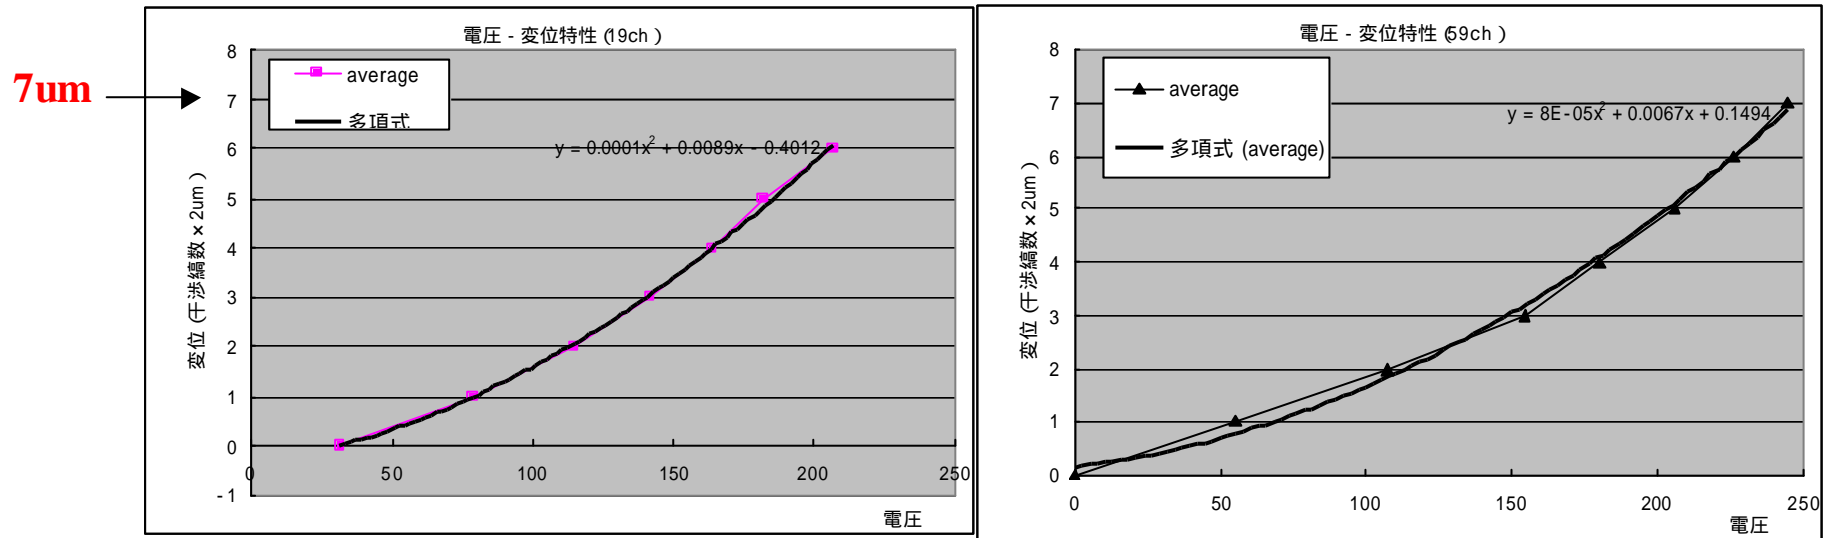 7um
電圧 - 変位特性 (19ch )
average
多項式
y = 0.0001x² + 0.0089x - 0.4012
変位 (干渉縞数 × 2um )
8
7
6
5
4
3
2
1
0
-1
0 50 100 150 200 250
電圧
電圧 - 変位特性 (59ch )
average
多項式 (average)
y = 8E-05x² + 0.0067x + 0.1494
変位 (干渉縞数 × 2um )
8
7
6
5
4
3
2
1
0
0 50 100 150 200 250
電圧